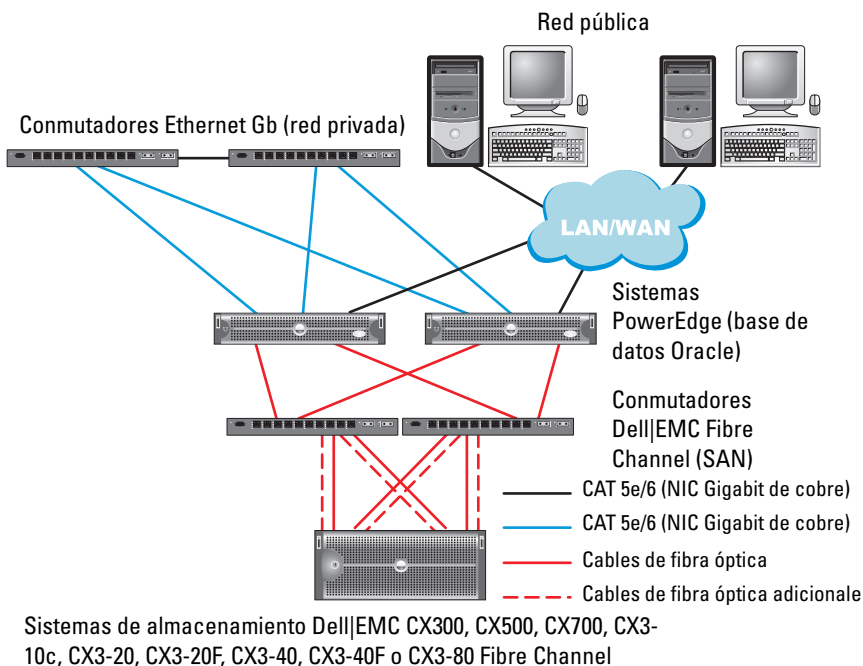 Red pública
Conmutadores Ethernet Gb (red privada)
LAN/WAN
Sistemas
PowerEdge (base de
datos Oracle)
Conmutadores
Dell|EMC Fibre
Channel (SAN)
CAT 5e/6 (NIC Gigabit de cobre)
CAT 5e/6 (NIC Gigabit de cobre)
Cables de fibra óptica
Cables de fibra óptica adicionale
Sistemas de almacenamiento Dell|EMC CX300, CX500, CX700, CX3-
10c, CX3-20, CX3-20F, CX3-40, CX3-40F o CX3-80 Fibre Channel